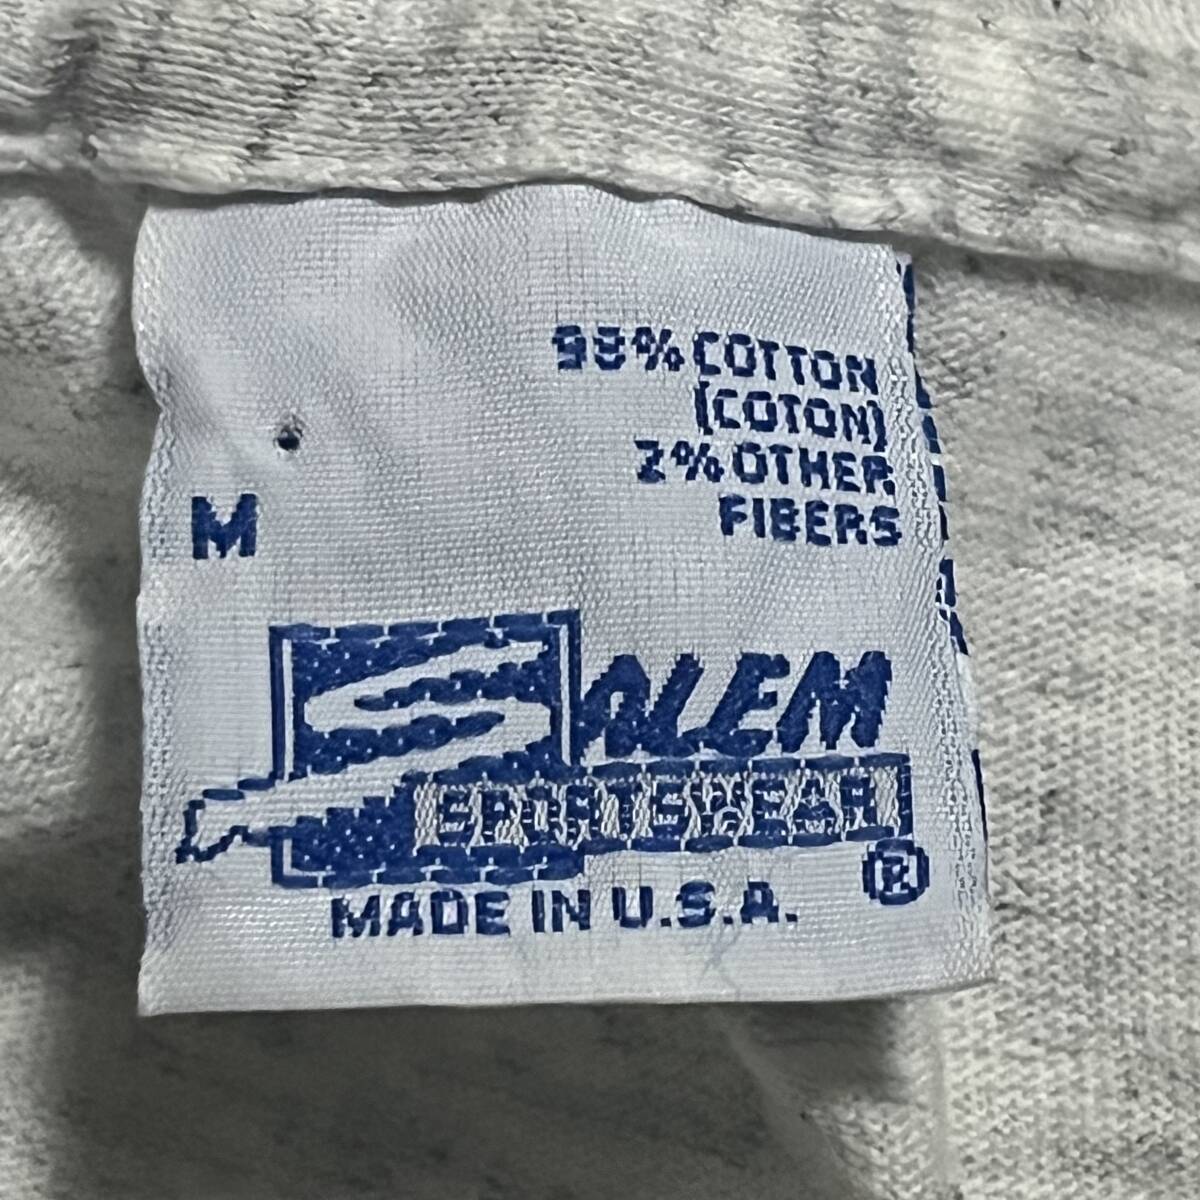 98% COTTON
(COTON)
2% OTHER
FIBERS
M
SALEM
SPORTSWEAR
®
MADE IN U.S.A.